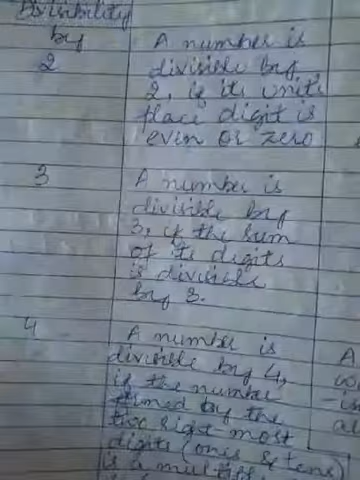 Divisibility
by
2
A number is
divisible by
2, if its units
place digit is
even or zero
3
A number is
divisible by
3, if the sum
of its digits
is divisible
by 3.
4
A number is
divisible by 4,
if the number
formed by the
two right most
digits (ones & tens)
is a multiple
A